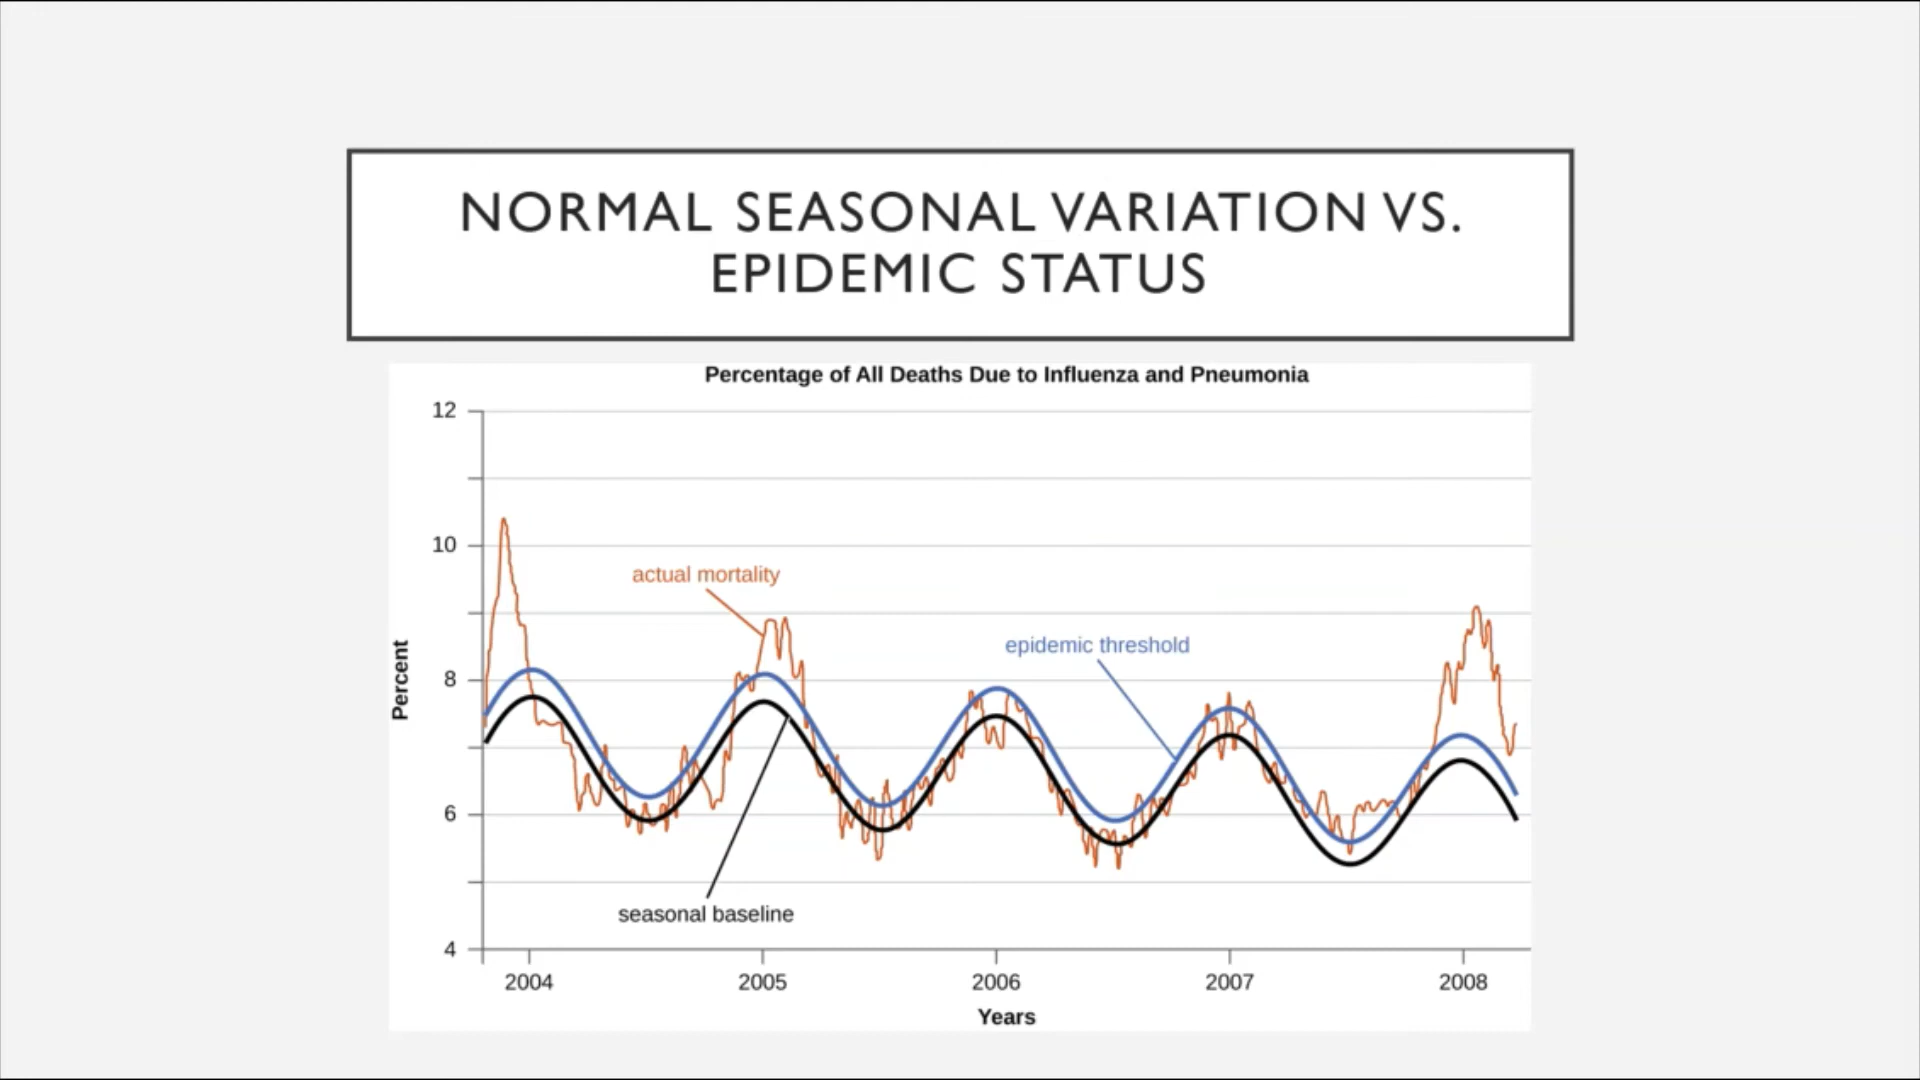 NORMAL SEASONAL VARIATION VS.
EPIDEMIC STATUS
Percentage of All Deaths Due to Influenza and Pneumonia
12
10
8
6
4
Percent
actual mortality
epidemic threshold
seasonal baseline
2004 2005 2006 2007 2008
Years